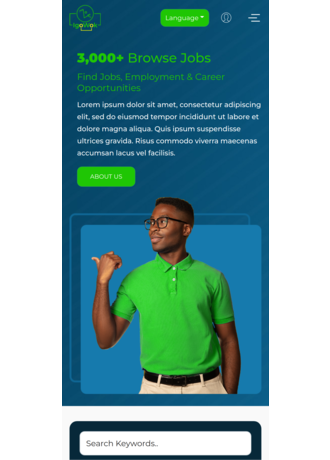 IgoWak
Language
3,000+ Browse Jobs
Find Jobs, Employment & Career
Opportunities
Lorem ipsum dolor sit amet, consectetur adipiscing
elit, sed do eiusmod tempor incididunt ut labore et
dolore magna aliqua. Quis ipsum suspendisse
ultrices gravida. Risus commodo viverra maecenas
accumsan lacus vel facilisis.
ABOUT US
Search Keywords..